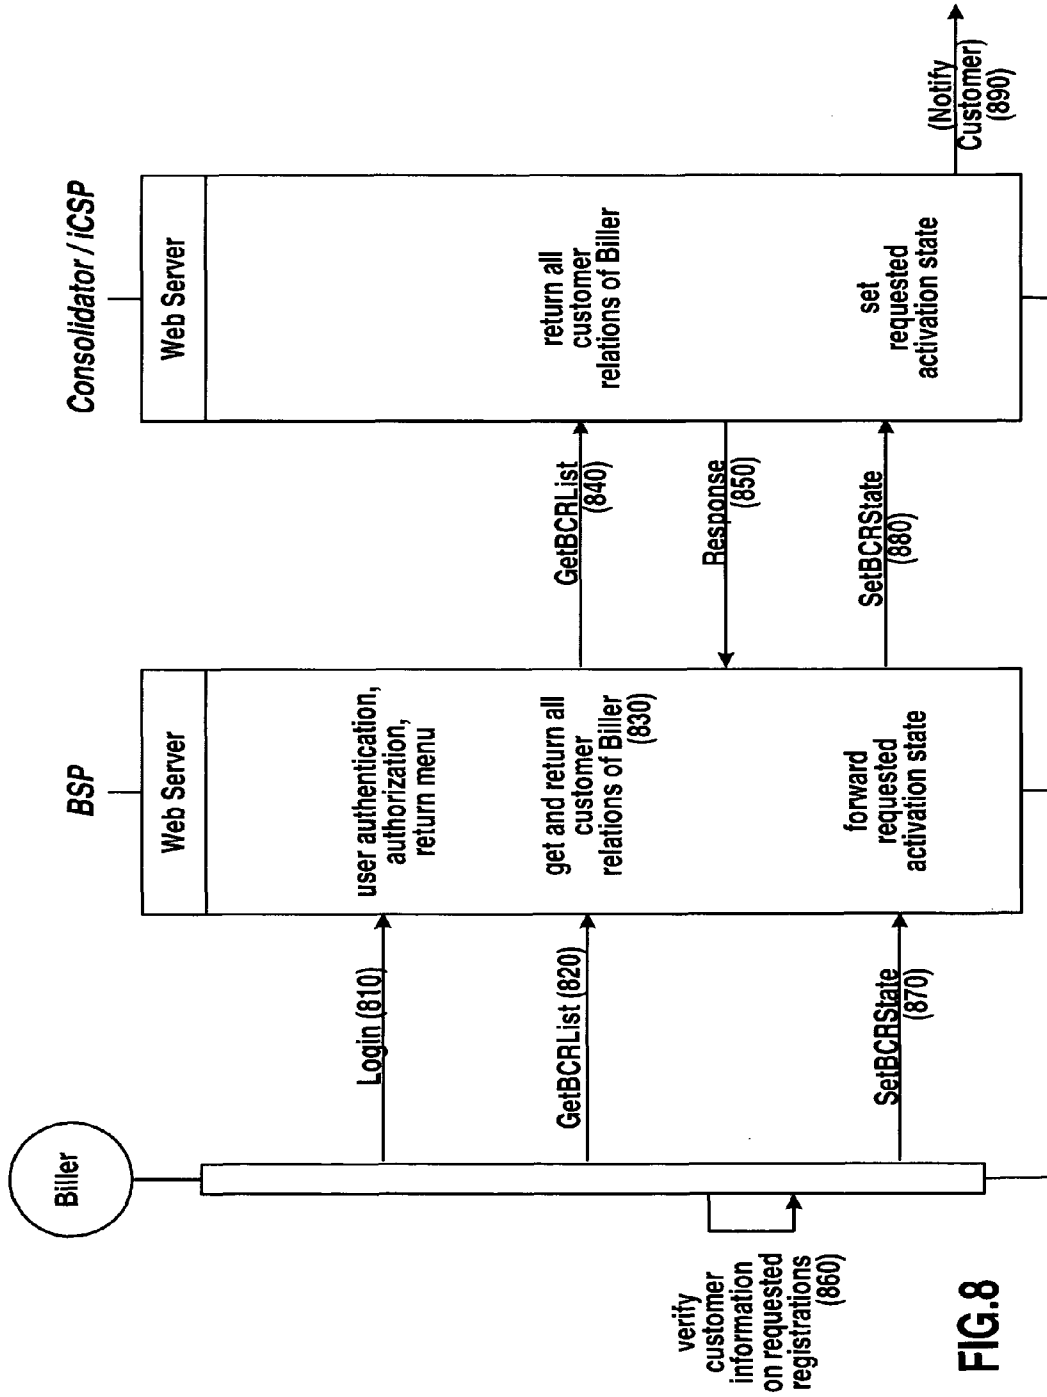 Biller
BSP
Consolidator / iCSP
Web Server
Web Server
Login (810)
user authentication,
authorization,
return menu
GetBCRList (820)
get and return all
customer
relations of Biller
(830)
GetBCRList
(840)
return all
customer
relations of Biller
Response
(850)
verify
customer
information
on requested
registrations
(860)
SetBCRState
(870)
forward
requested
activation state
SetBCRState
(880)
set
requested
activation state
(Notify
Customer)
(890)
FIG.8